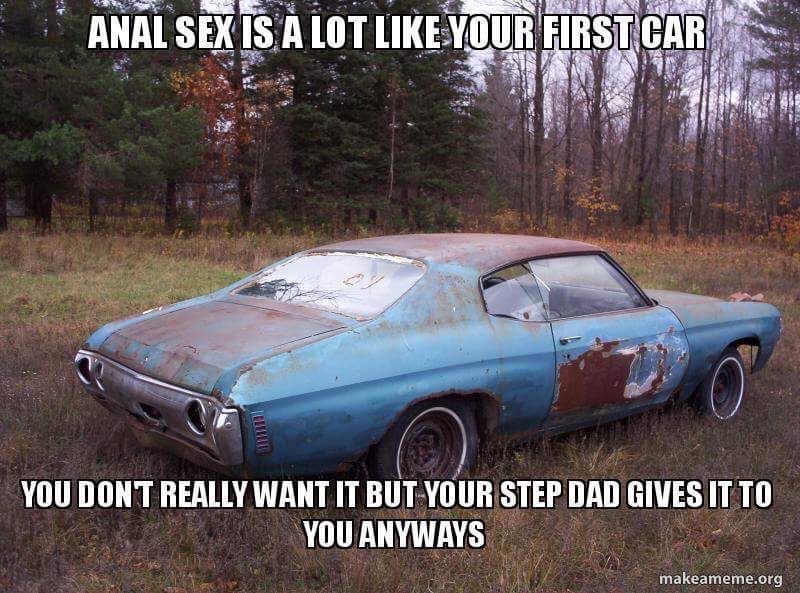 ANAL SEX IS A LOT LIKE YOUR FIRST CAR
YOU DON'T REALLY WANT IT BUT YOUR STEP DAD GIVES IT TO
YOU ANYWAYS
makeameme.org